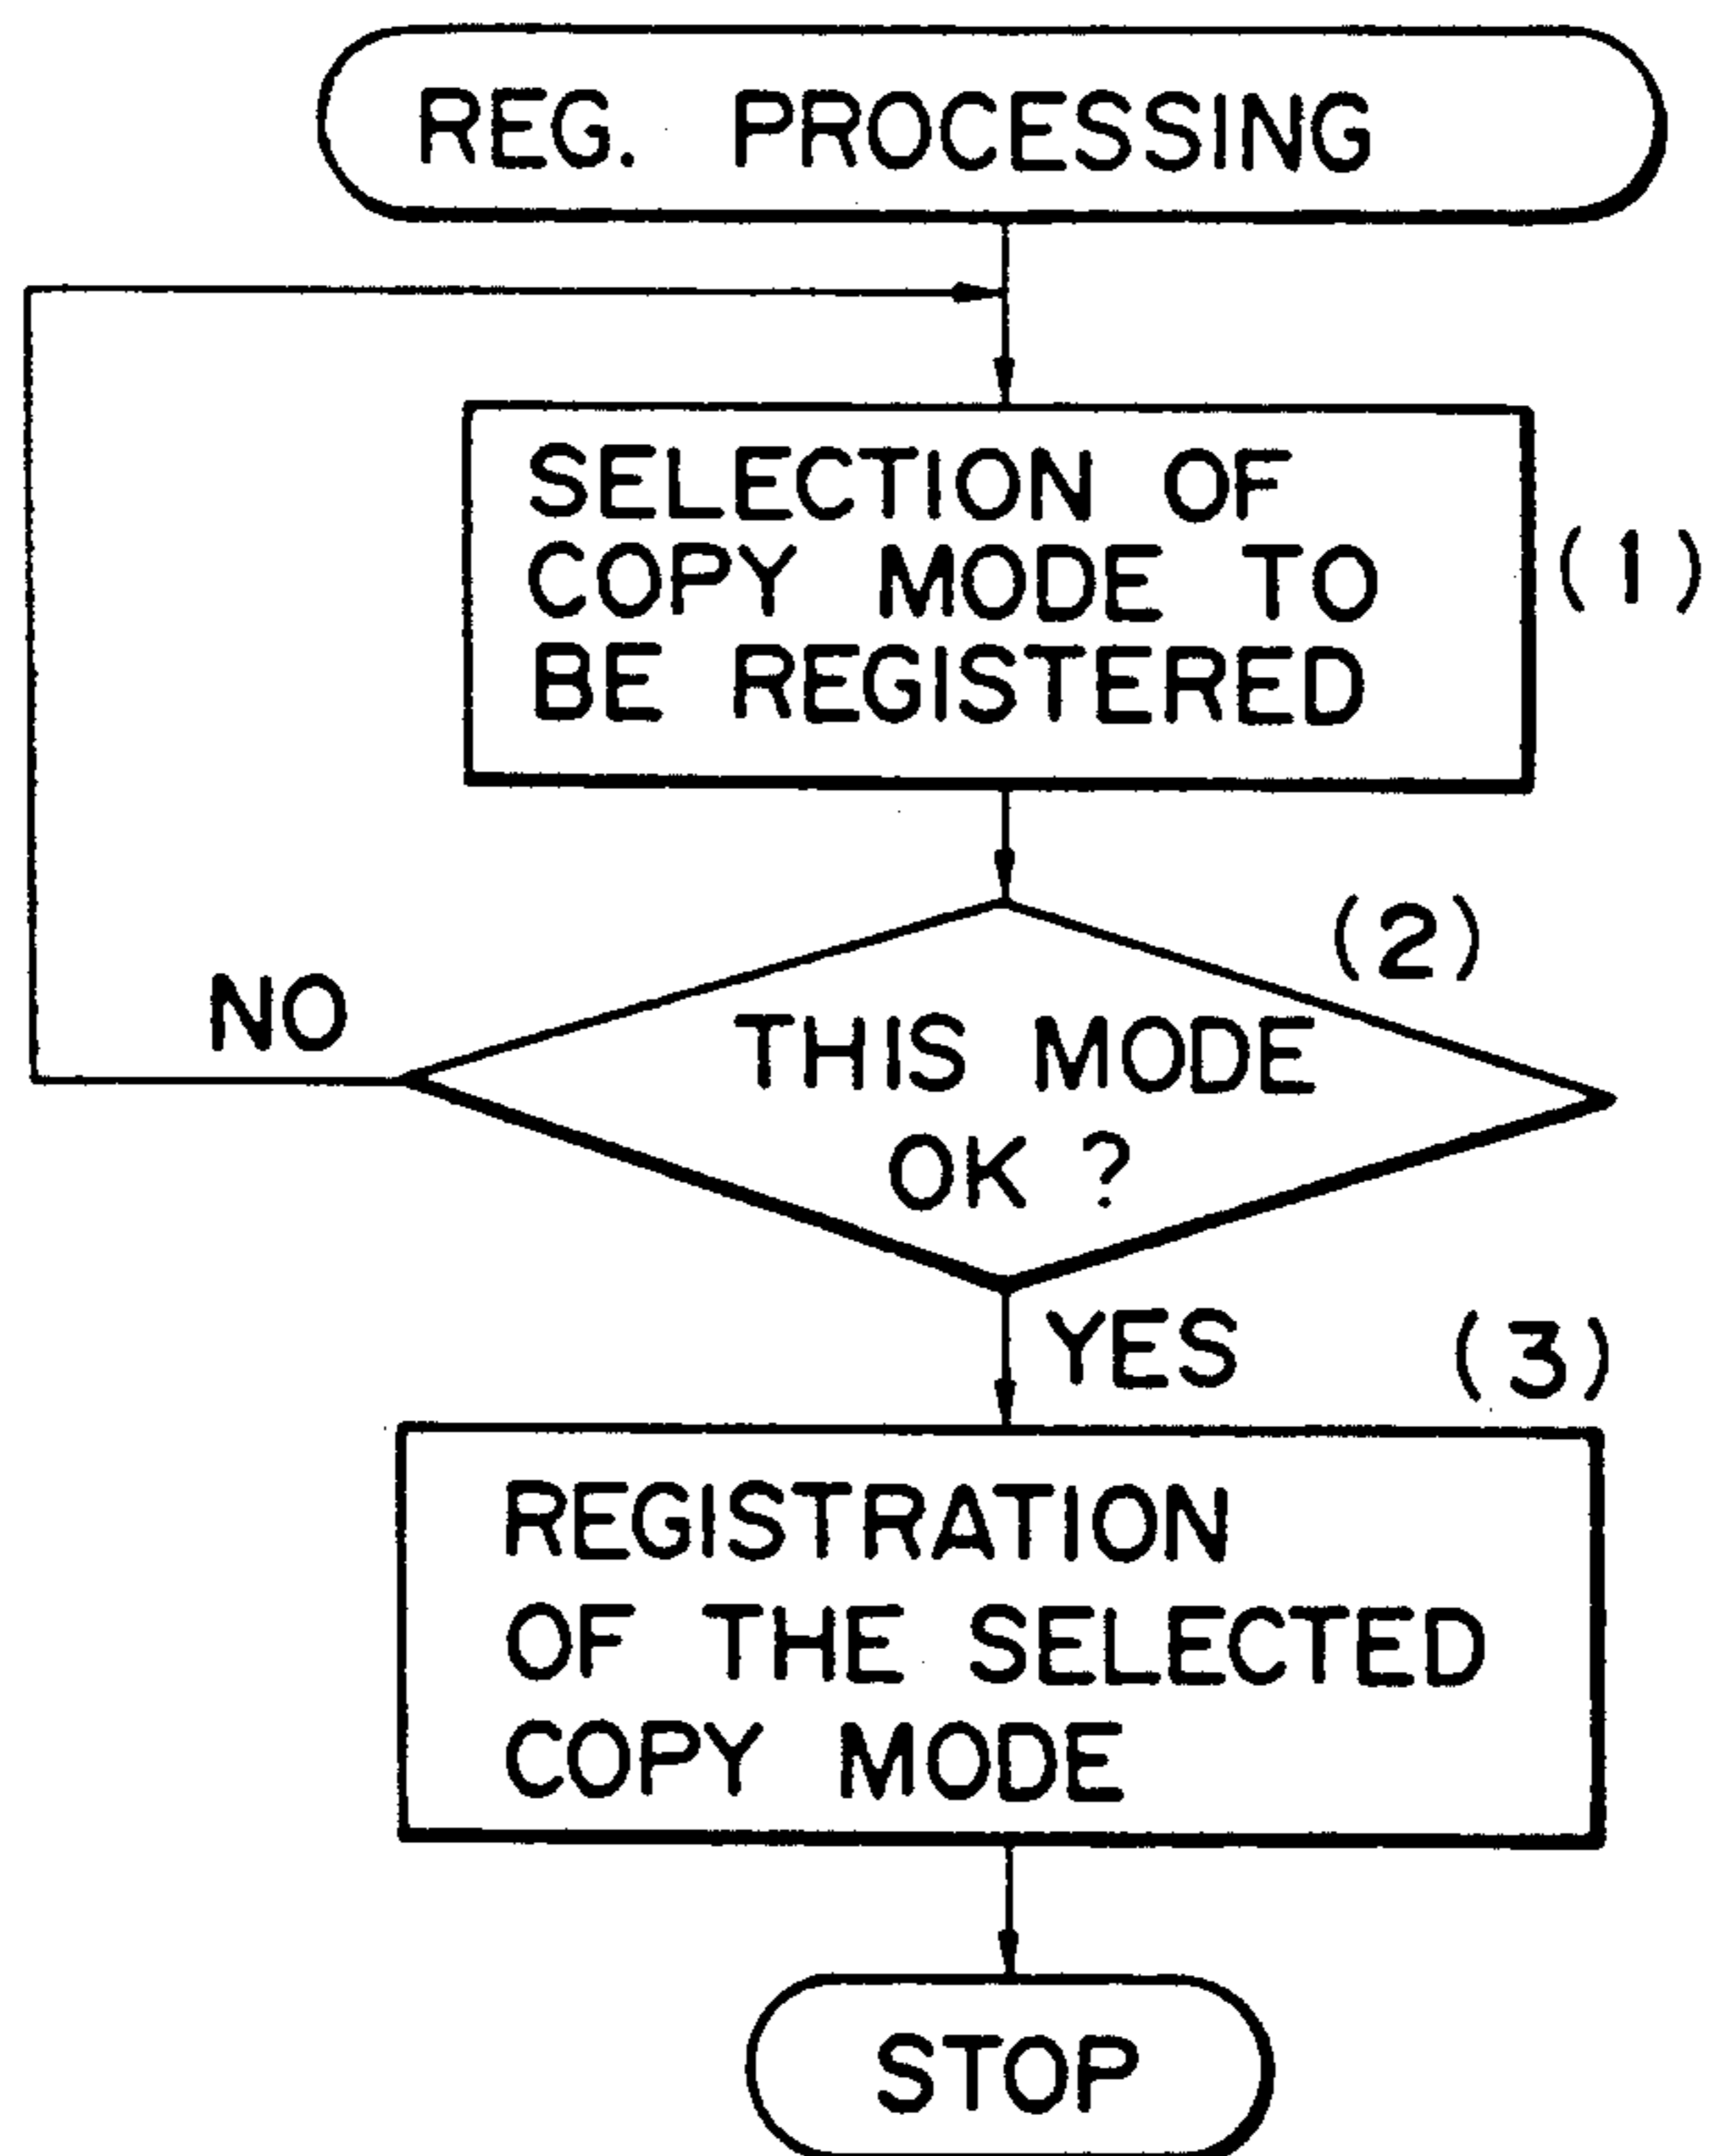 REG. PROCESSING
SELECTION OF
COPY MODE TO
BE REGISTERED
(1)
(2)
NO
THIS MODE
OK ?
YES
(3)
REGISTRATION
OF THE SELECTED
COPY MODE
STOP